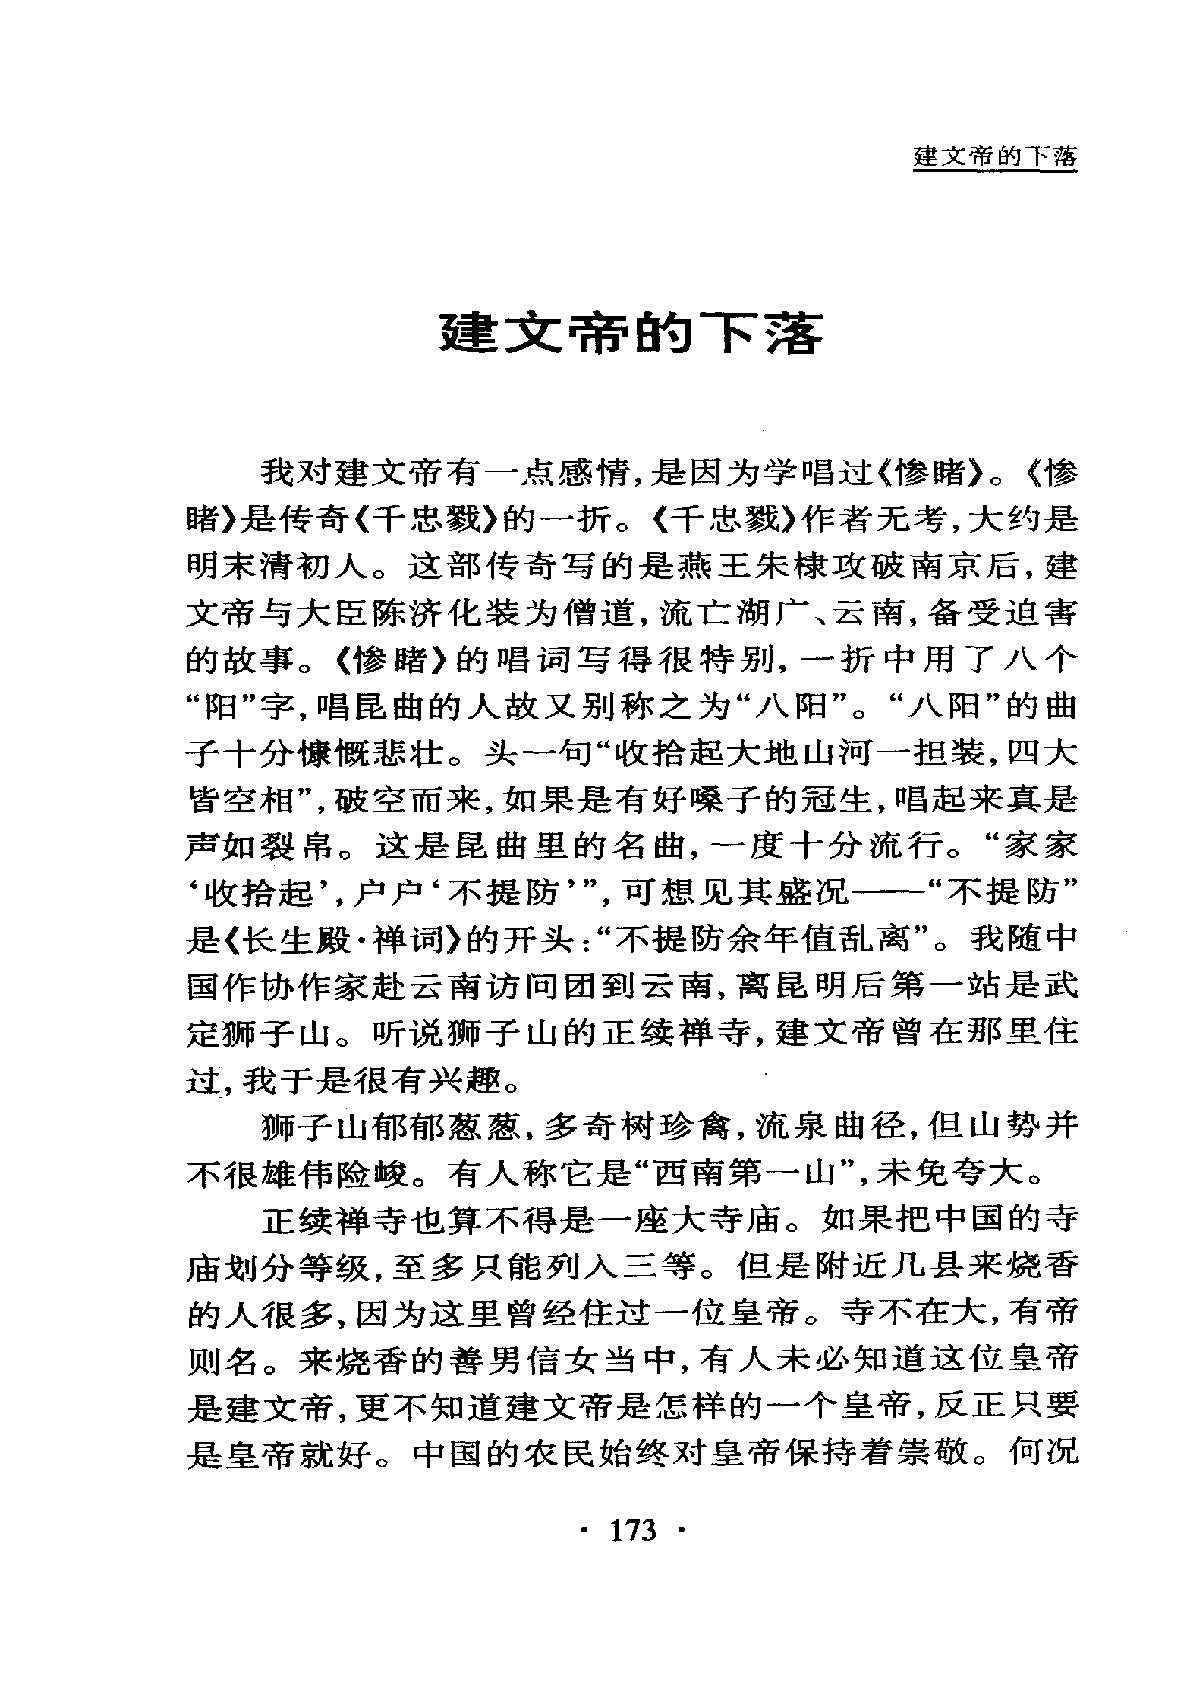 建文帝的下落
建文帝的下落
我对建文帝有一点感情,是因为学唱过《惨睹》。《惨
睹》是传奇《千忠戮》的一折。《千忠戮》作者无考,大约是
明末清初人。这部传奇写的是燕王朱棣攻破南京后,建
文帝与大臣陈济化装为僧道,流亡湖广、云南,备受迫害
的故事。《惨睹》的唱词写得很特别,一折中用了八个
“阳”字,唱昆曲的人故又别称之为“八阳”。“八阳”的曲
子十分慷慨悲壮。头一句“收拾起大地山河一担装,四大
皆空相”,破空而来,如果是有好嗓子的冠生,唱起来真是
声如裂帛。这是昆曲里的名曲,一度十分流行。“家家
‘收拾起’,户户‘不提防’”,可想见其盛况——“不提防”
是《长生殿·禅词》的开头:“不提防余年值乱离”。我随中
国作协作家赴云南访问团到云南,离昆明后第一站是武
定狮子山。听说狮子山的正续禅寺,建文帝曾在那里住
过,我于是很有兴趣。
狮子山郁郁葱葱,多奇树珍禽,流泉曲径,但山势并
不很雄伟险峻。有人称它是“西南第一山”,未免夸大。
正续禅寺也算不得是一座大寺庙。如果把中国的寺
庙划分等级,至多只能列入三等。但是附近几县来烧香
的人很多,因为这里曾经住过一位皇帝。寺不在大,有帝
则名。来烧香的善男信女当中,有人未必知道这位皇帝
是建文帝,更不知道建文帝是怎样的一个皇帝,反正只要
是皇帝就好。中国的农民始终对皇帝保持着崇敬。何况
· 173 ·